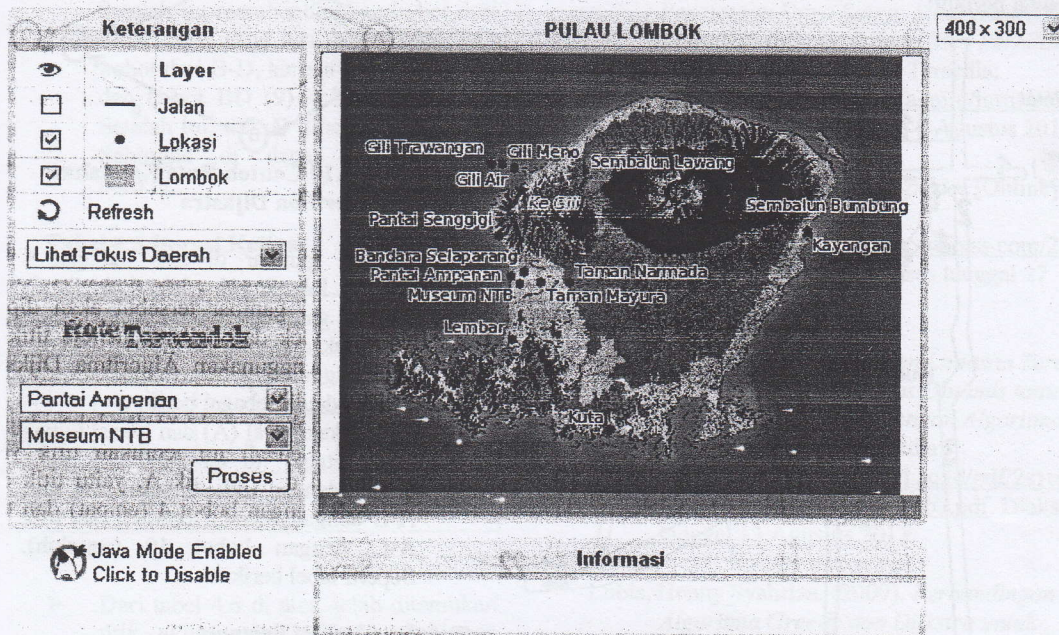 Keterangan
Layer
Jalan
Lokasi
Lombok
Refresh
Lihat Fokus Daerah
Rute Terpendek
Pantai Ampenan
Museum NTB
Proses
Java Mode Enabled
Click to Disable
PULAU LOMBOK
400 x 300
Gili Trawangan
Gili Meno
Gili Air
Sembalun Lawang
Ke Gili
Sembalun Bumbung
Pantai Senggigi
Kayangan
Bandara Selaparang
Pantai Ampenan
Taman Narmada
Museum NTB
Taman Mayura
Lembar
Kuta
Informasi